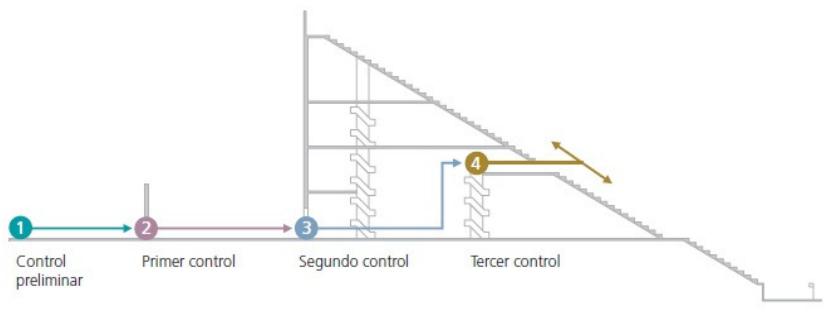 1
2
3
4
Control
preliminar
Primer control
Segundo control
Tercer control